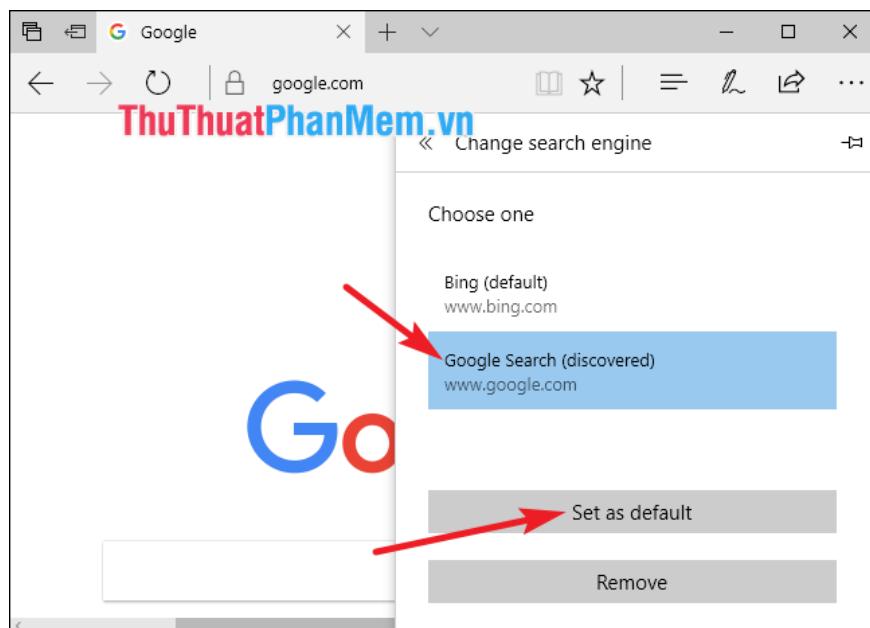 Google
google.com
ThuThuatPhanMem.vn
Change search engine
Choose one
Bing (default)
www.bing.com
Google Search (discovered)
www.google.com
Go
Set as default
Remove